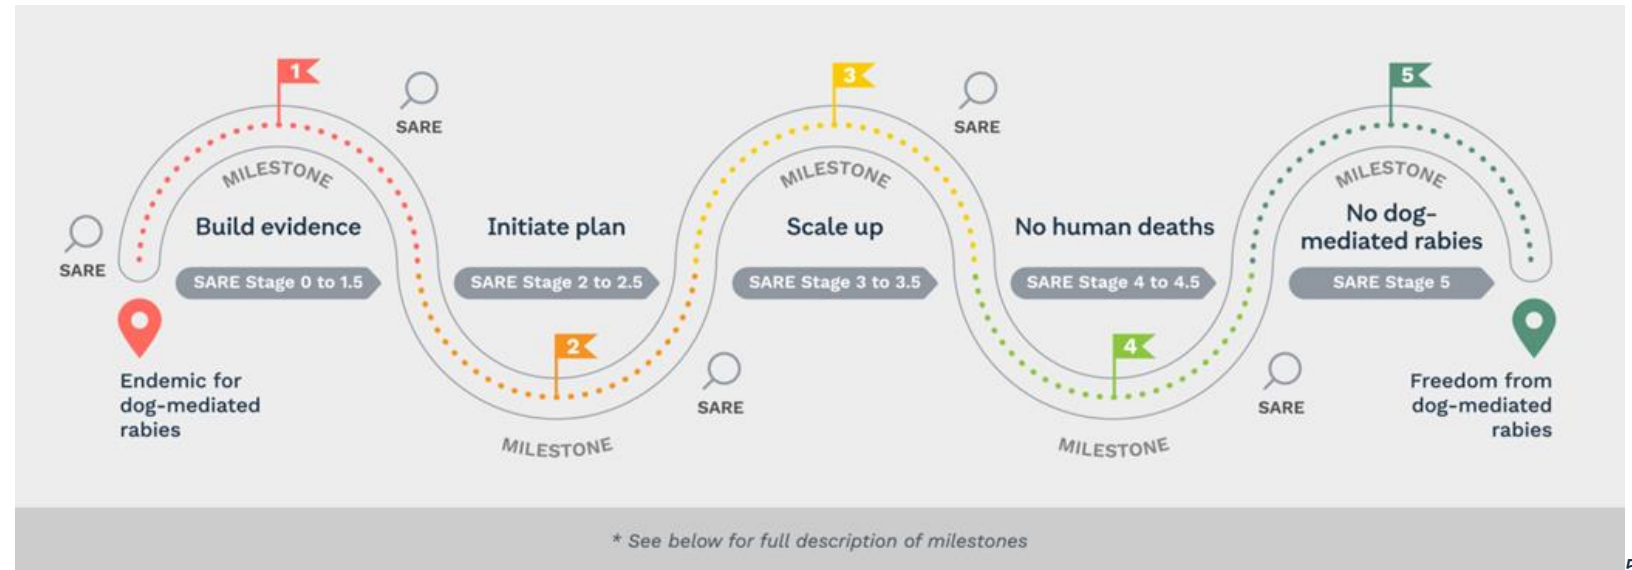 1
SARE
3
SARE
5
MILESTONE
MILESTONE
MILESTONE
SARE
Build evidence
Initiate plan
Scale up
No human deaths
No dog-
mediated rabies
SARE Stage 0 to 1.5
SARE Stage 2 to 2.5
SARE Stage 3 to 3.5
SARE Stage 4 to 4.5
SARE Stage 5
2
4
SARE
SARE
Endemic for
dog-mediated
rabies
Freedom from
dog-mediated
rabies
MILESTONE
MILESTONE
* See below for full description of milestones